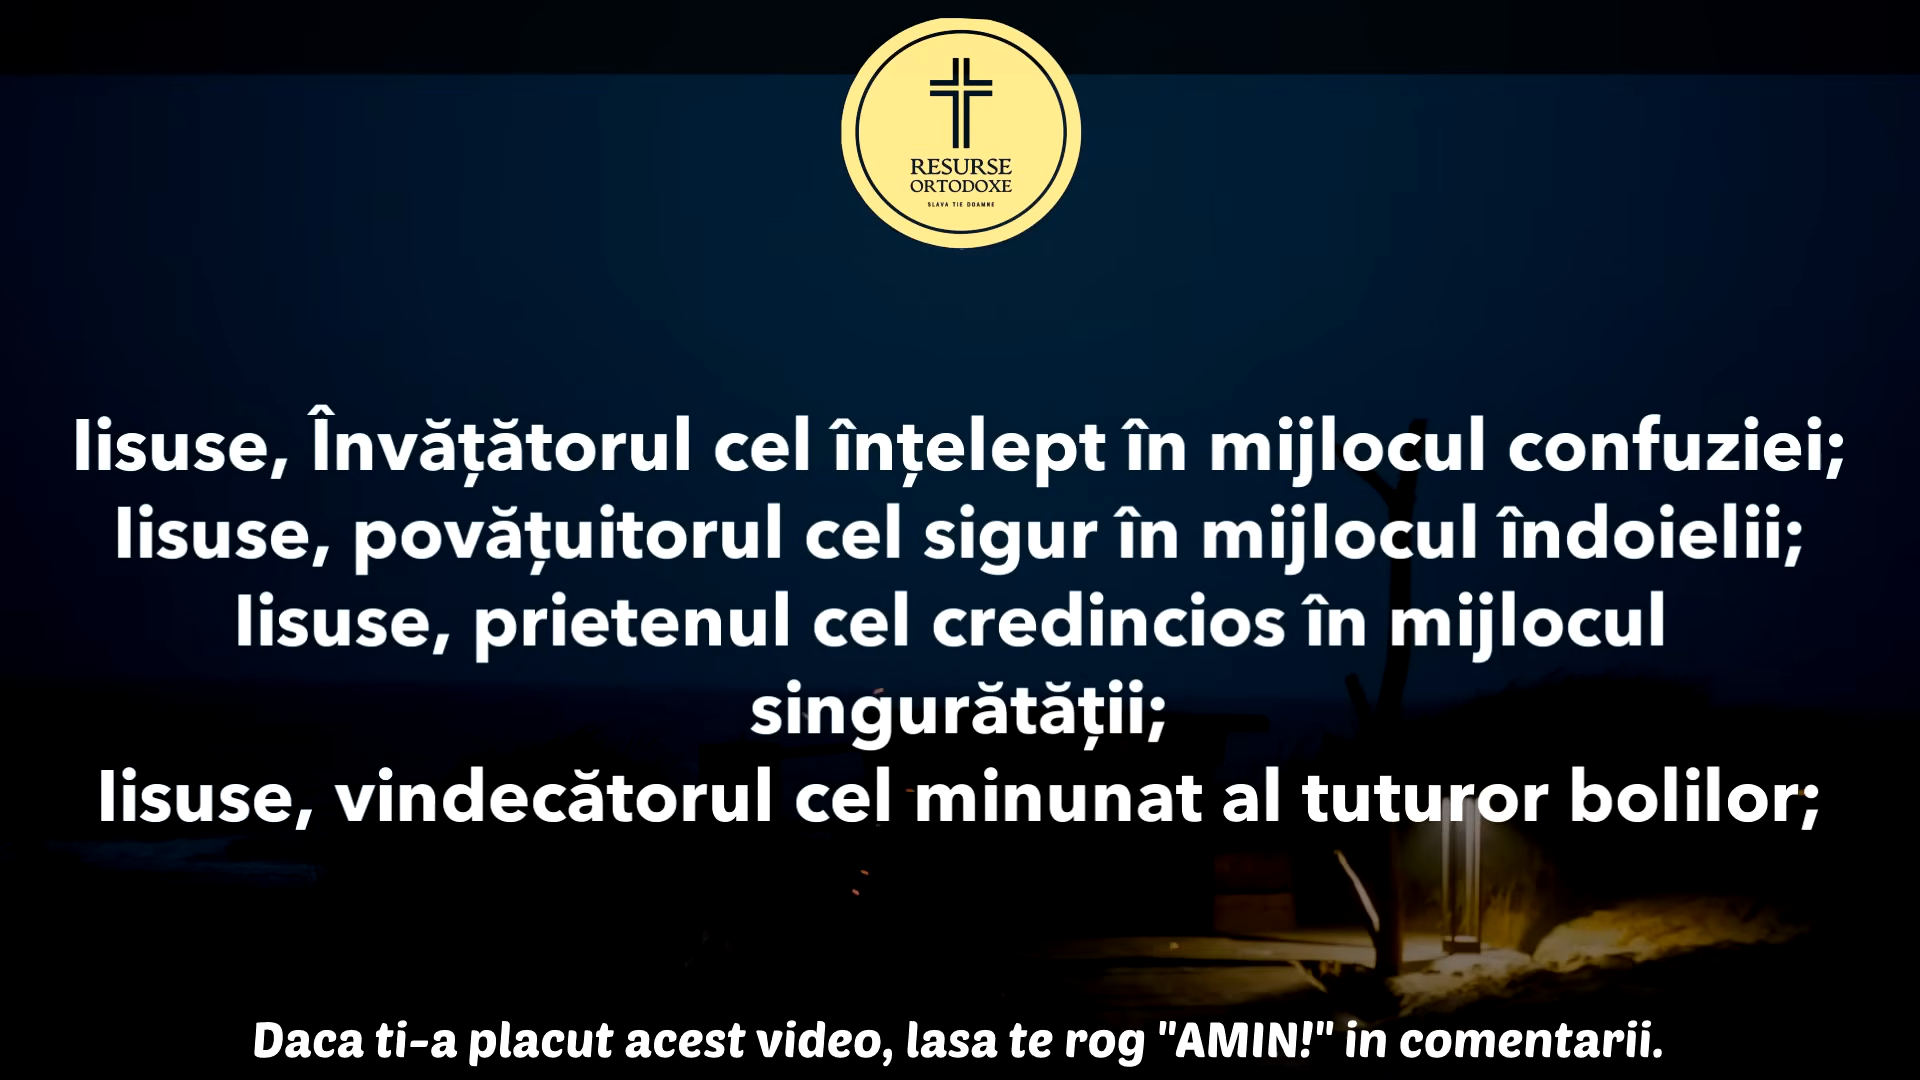 RESURSE
ORTODOXE
SLAVA TIE DOAMNE
Iisuse, Învățătorul cel înțelept în mijlocul confuziei;
Iisuse, povățuitorul cel sigur în mijlocul îndoielii;
Iisuse, prietenul cel credincios în mijlocul
singurătății;
Iisuse, vindecătorul cel minunat al tuturor bolilor;
Daca ti-a placut acest video, lasa te rog "AMIN!" in comentarii.